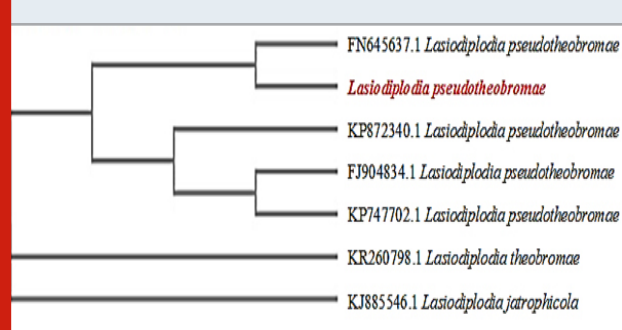 FN645637.1 Lasiodiplodia pseudotheobromae
Lasiodiplodia pseudotheobromae
KP872340.1 Lasiodiplodia pseudotheobromae
FJ904834.1 Lasiodiplodia pseudotheobromae
KP747702.1 Lasiodiplodia pseudotheobromae
KR260798.1 Lasiodiplodia theobromae
KJ885546.1 Lasiodiplodia jatrophicola